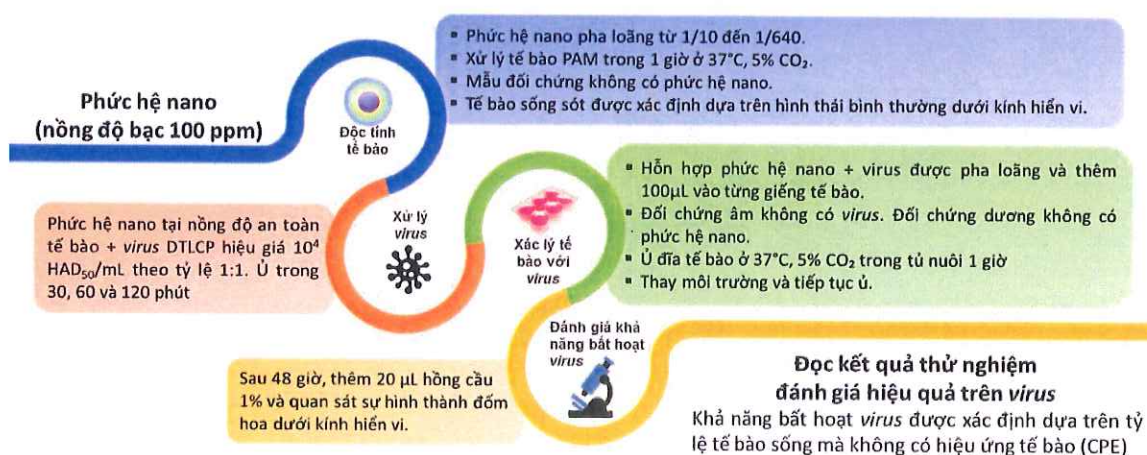 Phức hệ nano
(nồng độ bạc 100 ppm)
Độc tính
tế bào
▪ Phức hệ nano pha loãng từ 1/10 đến 1/640.
▪ Xử lý tế bào PAM trong 1 giờ ở 37°C, 5% CO₂.
▪ Mẫu đối chứng không có phức hệ nano.
▪ Tế bào sống sót được xác định dựa trên hình thái bình thường dưới kính hiển vi.
Phức hệ nano tại nồng độ an toàn
tế bào + virus DTLCP hiệu giá 10⁴
HAD₅₀/mL theo tỷ lệ 1:1. Ủ trong
30, 60 và 120 phút
Xử lý
virus
Xác lý tế
bào với
virus
▪ Hỗn hợp phức hệ nano + virus được pha loãng và thêm
100µL vào từng giếng tế bào.
▪ Đối chứng âm không có virus. Đối chứng dương không có
phức hệ nano.
▪ Ủ đĩa tế bào ở 37°C, 5% CO₂ trong tủ nuôi 1 giờ
▪ Thay môi trường và tiếp tục ủ.
Đánh giá khả
năng bất hoạt
virus
Sau 48 giờ, thêm 20 µL hồng cầu
1% và quan sát sự hình thành đốm
hoa dưới kính hiển vi.
Đọc kết quả thử nghiệm
đánh giá hiệu quả trên virus
Khả năng bất hoạt virus được xác định dựa trên tỷ
lệ tế bào sống mà không có hiệu ứng tế bào (CPE)